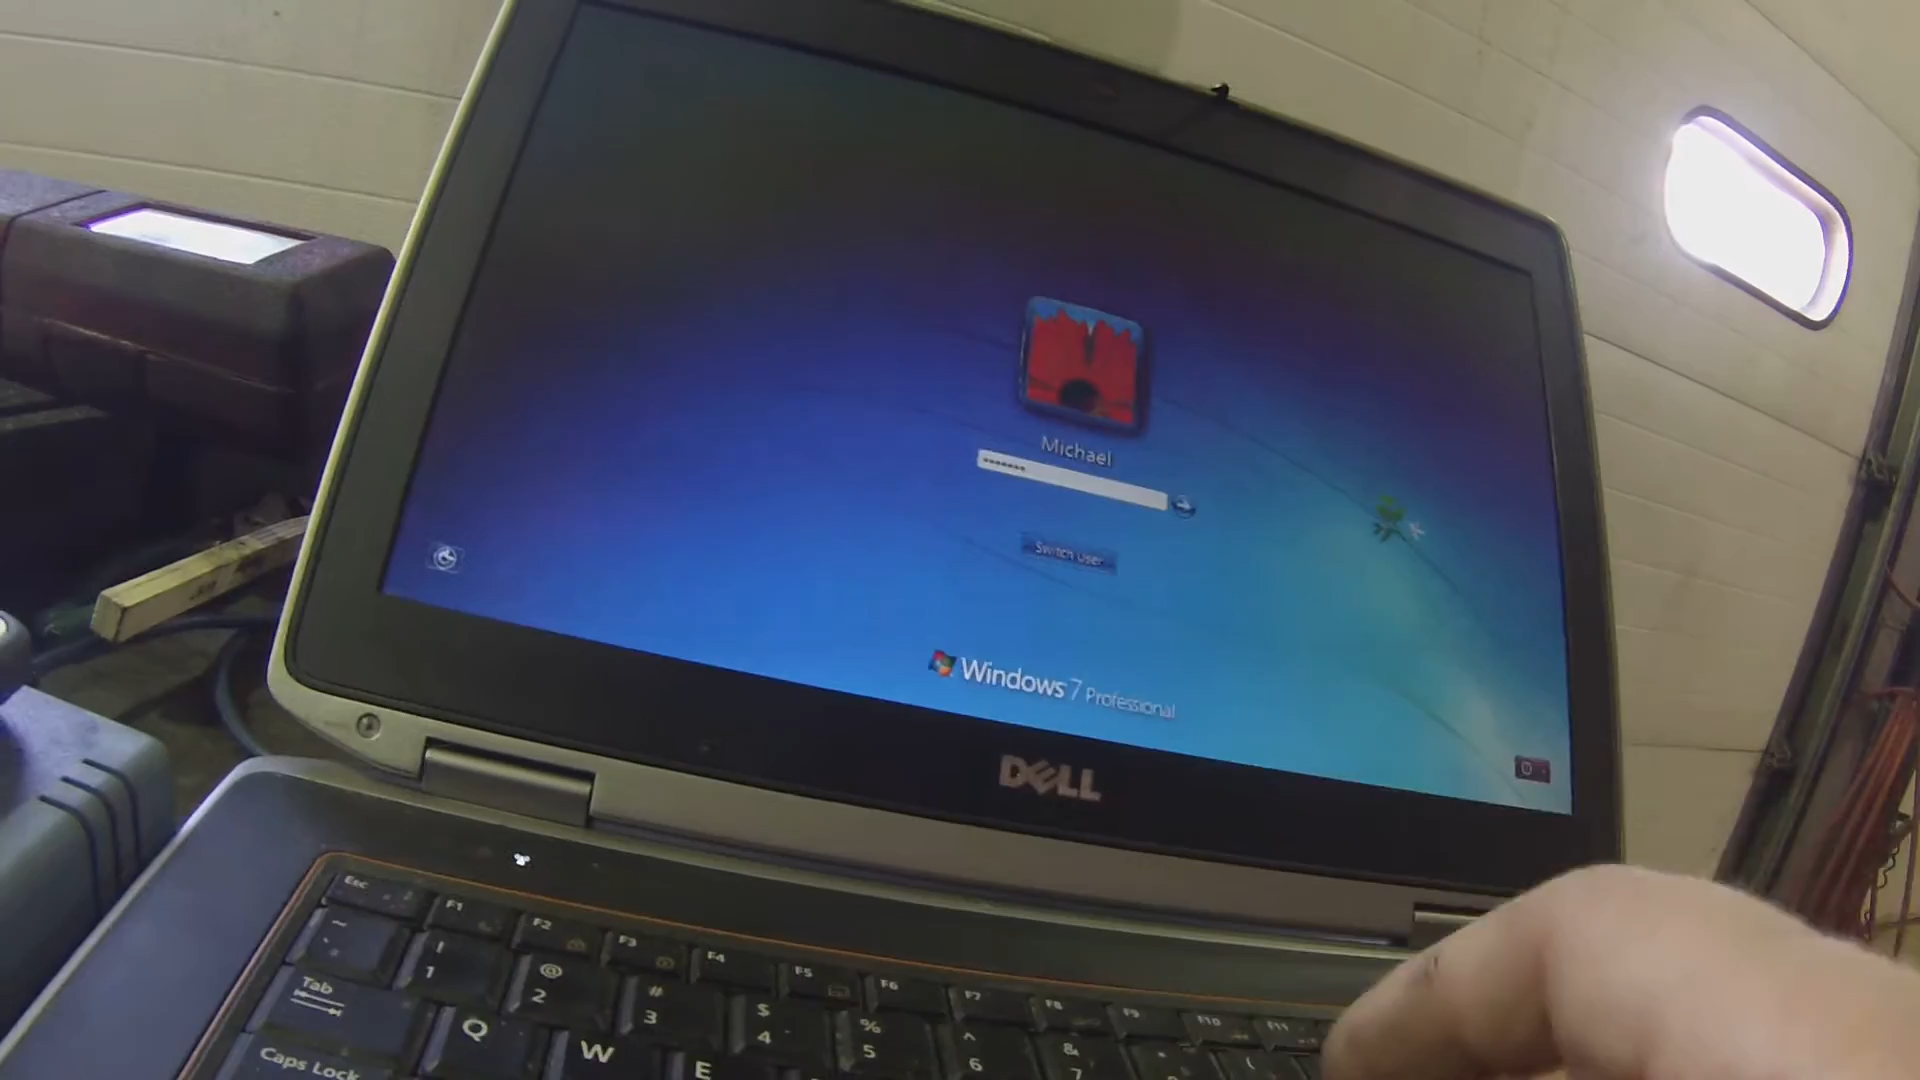 Michael
Switch User
Windows 7 Professional
DELL
Esc F1 F2 F3 F4 F5 F6 F7 F8 F9 F10 F11
~ ! @ # $ % ^ & * (
1 2 3 4 5 6 7
Tab Q W E
Caps Lock